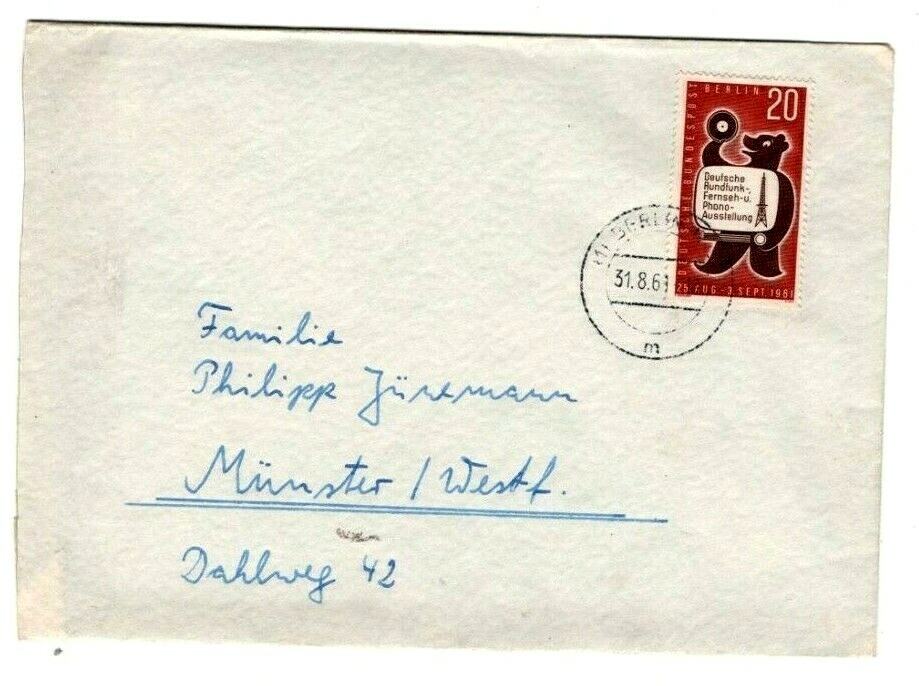 DEUTSCHE BUNDESPOST BERLIN
20
Deutsche
Rundfunk-,
Fernseh-u.
Phono-
Ausstellung
25. AUG - 3. SEPT. 1961
BERLIN
31.8.61
m
Familie
Philipp Jüremann
Münster / Westf.
Dahlweg 42